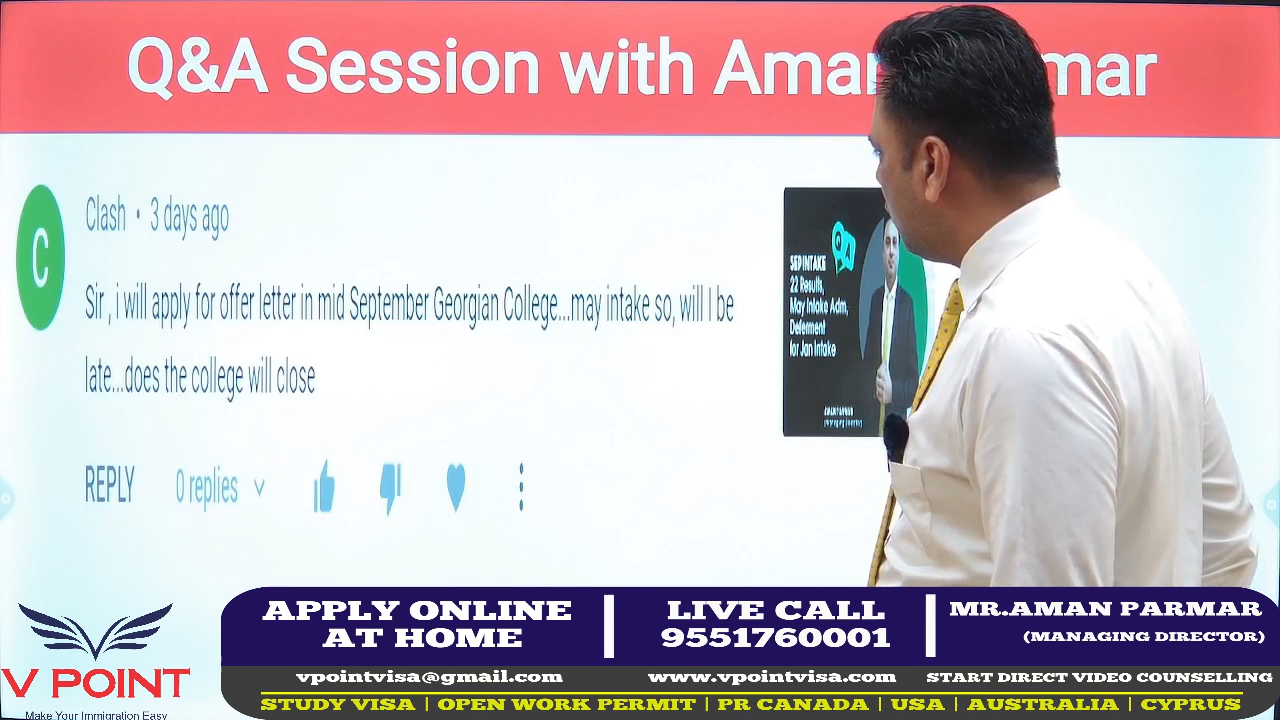 Q&A Session with Aman mar
C
Clash • 3 days ago
Sir , i will apply for offer letter in mid September Georgian College...may intake so, will I be
late...does the college will close
REPLY 0 replies
Q A
SEP INTAKE
22 Results,
May Intake Adm,
Deferment
for Jan Intake
V POINT
Make Your Immigration Easy
APPLY ONLINE
AT HOME
LIVE CALL
9551760001
MR.AMAN PARMAR
(MANAGING DIRECTOR)
vpointvisa@gmail.com www.vpointvisa.com START DIRECT VIDEO COUNSELLING
STUDY VISA | OPEN WORK PERMIT | PR CANADA | USA | AUSTRALIA | CYPRUS